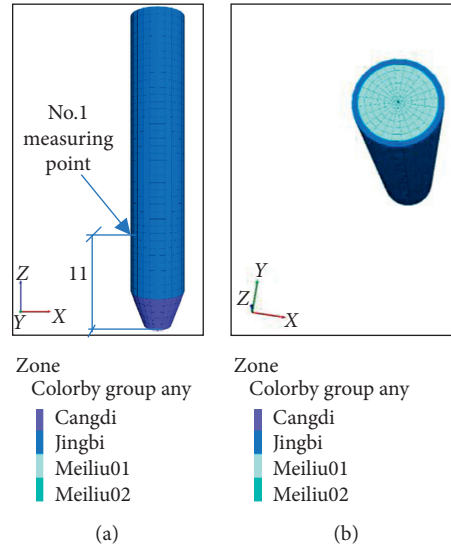 No.1
measuring
point
11
Z
Y
X
Zone
Colorby group any
Cangdi
Jingbi
Meiliu01
Meiliu02
(a)
Y
Z
X
Zone
Colorby group any
Cangdi
Jingbi
Meiliu01
Meiliu02
(b)